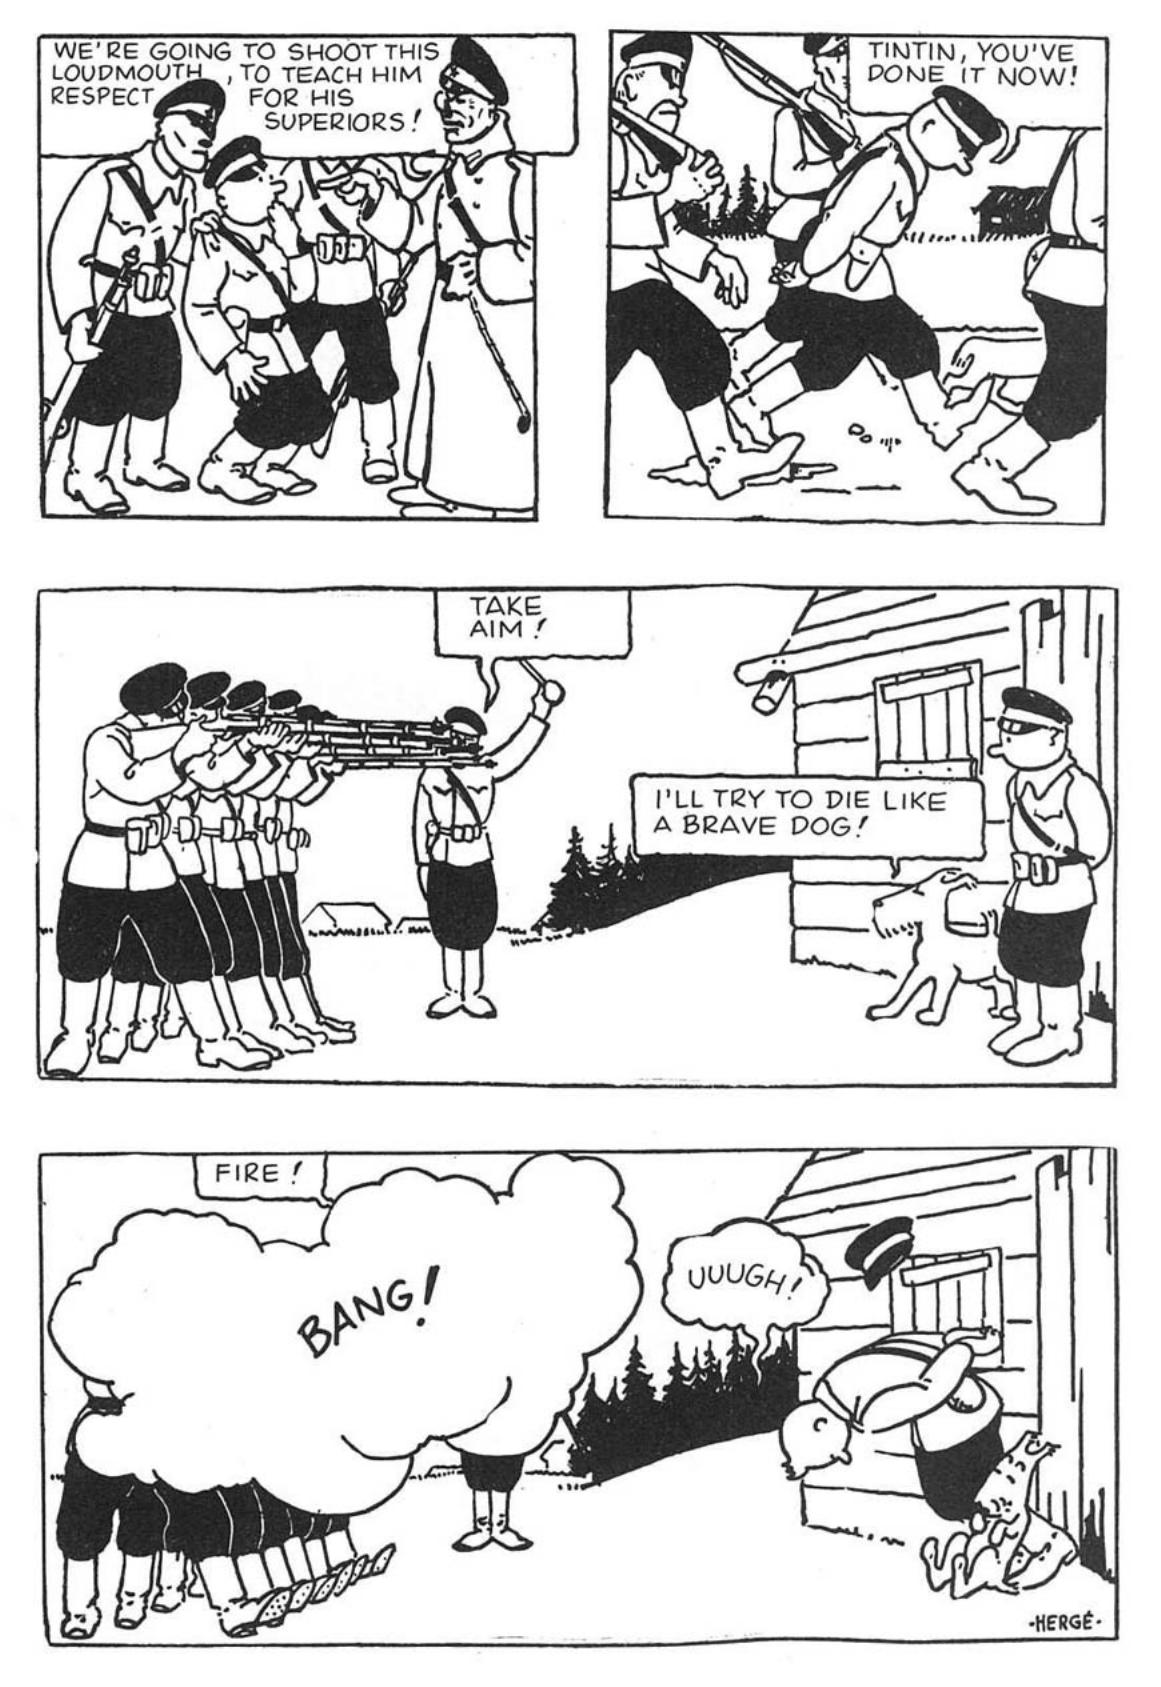 WE'RE GOING TO SHOOT THIS
LOUDMOUTH, TO TEACH HIM
RESPECT FOR HIS
SUPERIORS!
TINTIN, YOU'VE
DONE IT NOW!
TAKE
AIM!
I'LL TRY TO DIE LIKE
A BRAVE DOG!
FIRE!
BANG!
UUUGH!
·HERGÉ·